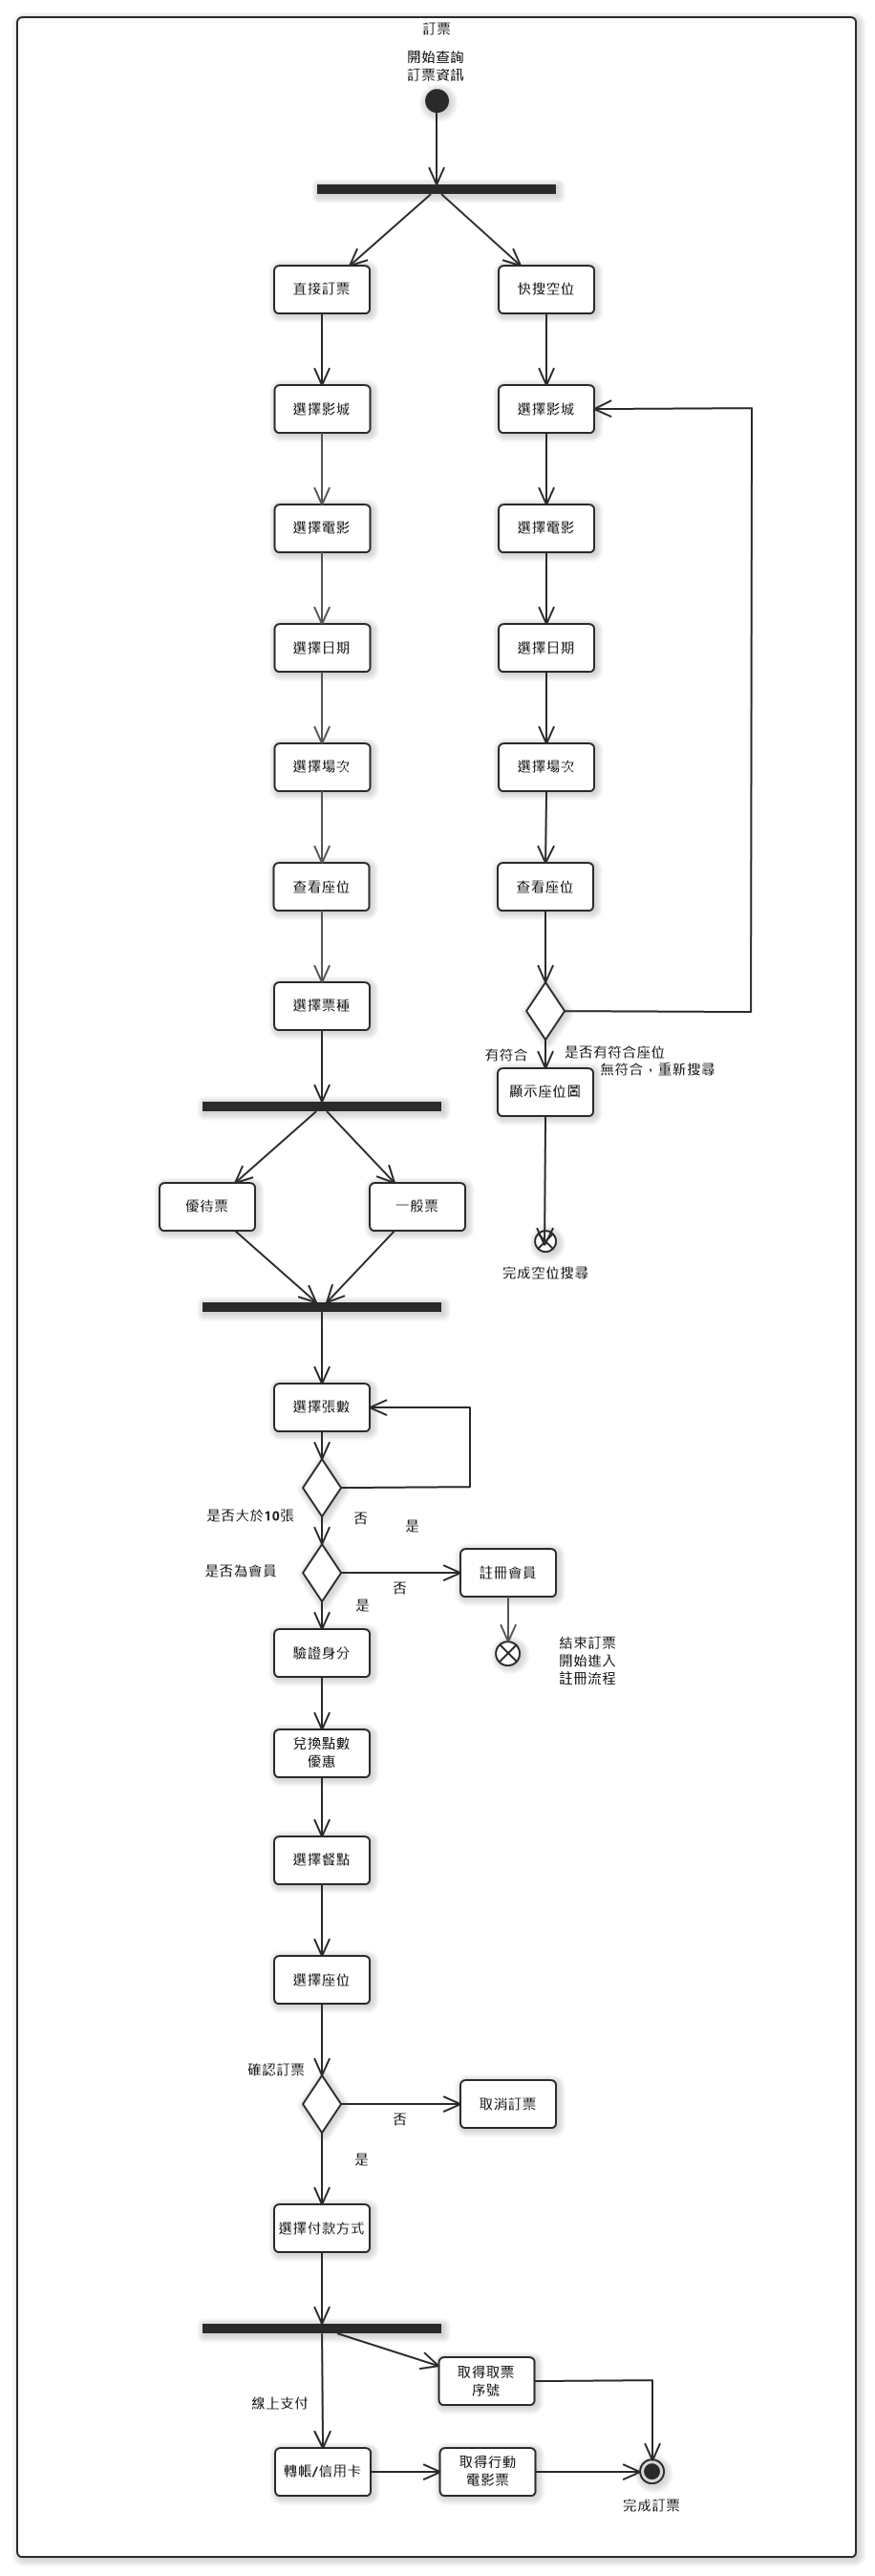 訂票
開始查詢
訂票資訊
直接訂票
快搜空位
選擇影城
選擇影城
選擇電影
選擇電影
選擇日期
選擇日期
選擇場次
選擇場次
查看座位
查看座位
選擇票種
有符合
是否有符合座位
無符合，重新搜尋
顯示座位圖
優待票
一般票
完成空位搜尋
選擇張數
是否大於10張
否
是
是否為會員
否
註冊會員
是
驗證身分
結束訂票
開始進入
註冊流程
兌換點數
優惠
選擇餐點
選擇座位
確認訂票
否
取消訂票
是
選擇付款方式
取得取票
序號
線上支付
轉帳/信用卡
取得行動
電影票
完成訂票